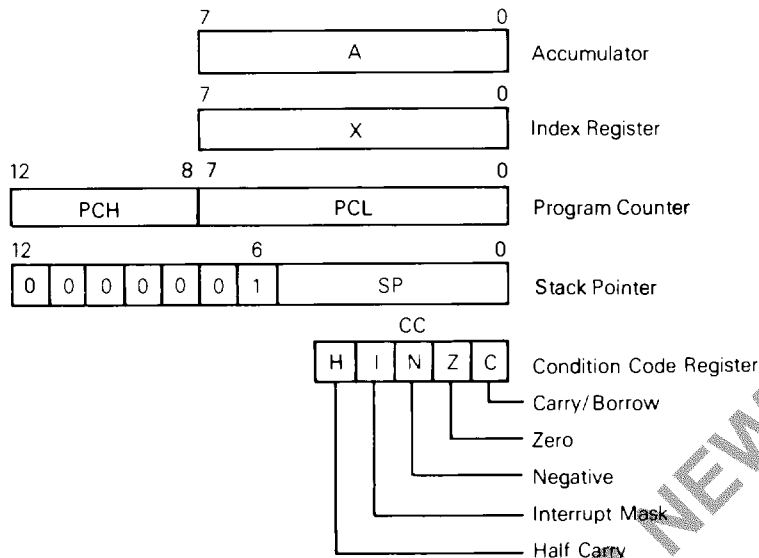 7 0
A Accumulator
7 0
X Index Register
12 8 7 0
PCH PCL Program Counter
12 6 0
0 0 0 0 0 0 1 SP Stack Pointer
CC
H I N Z C Condition Code Register
Carry/Borrow
Zero
Negative
Interrupt Mask
Half Carry
NEW